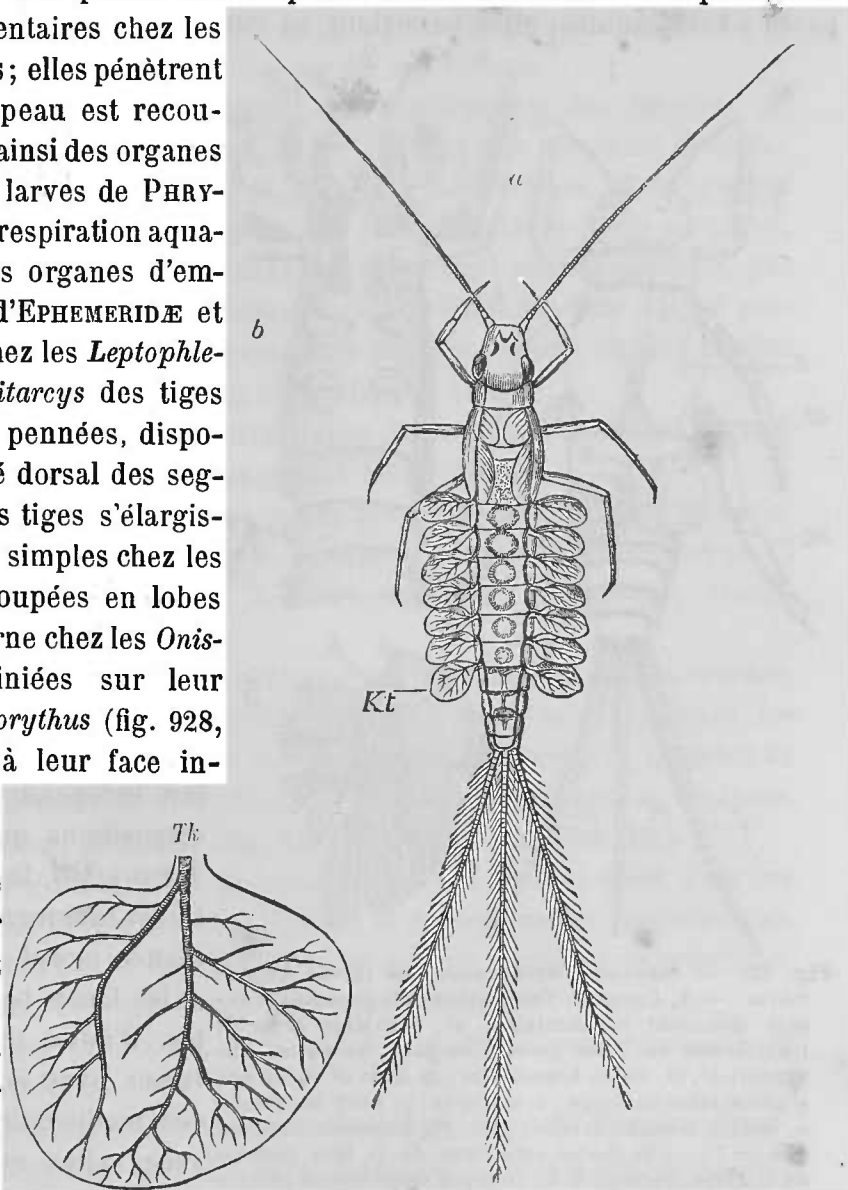 entaires chez les
; elles pénètrent
peau est recou-
ainsi des organes
larves de PHRY-
respiration aqua-
s organes d'em-
d'EPHEMERIDÆ et
hez les Leptophle-
itarcys des tiges
pennées, dispo-
é dorsal des seg-
s tiges s'élargis-
simples chez les
oupées en lobes
rne chez les Onis-
iniées sur leur
orythus (fig. 928,
à leur face in-
a
b
Kt
Tk